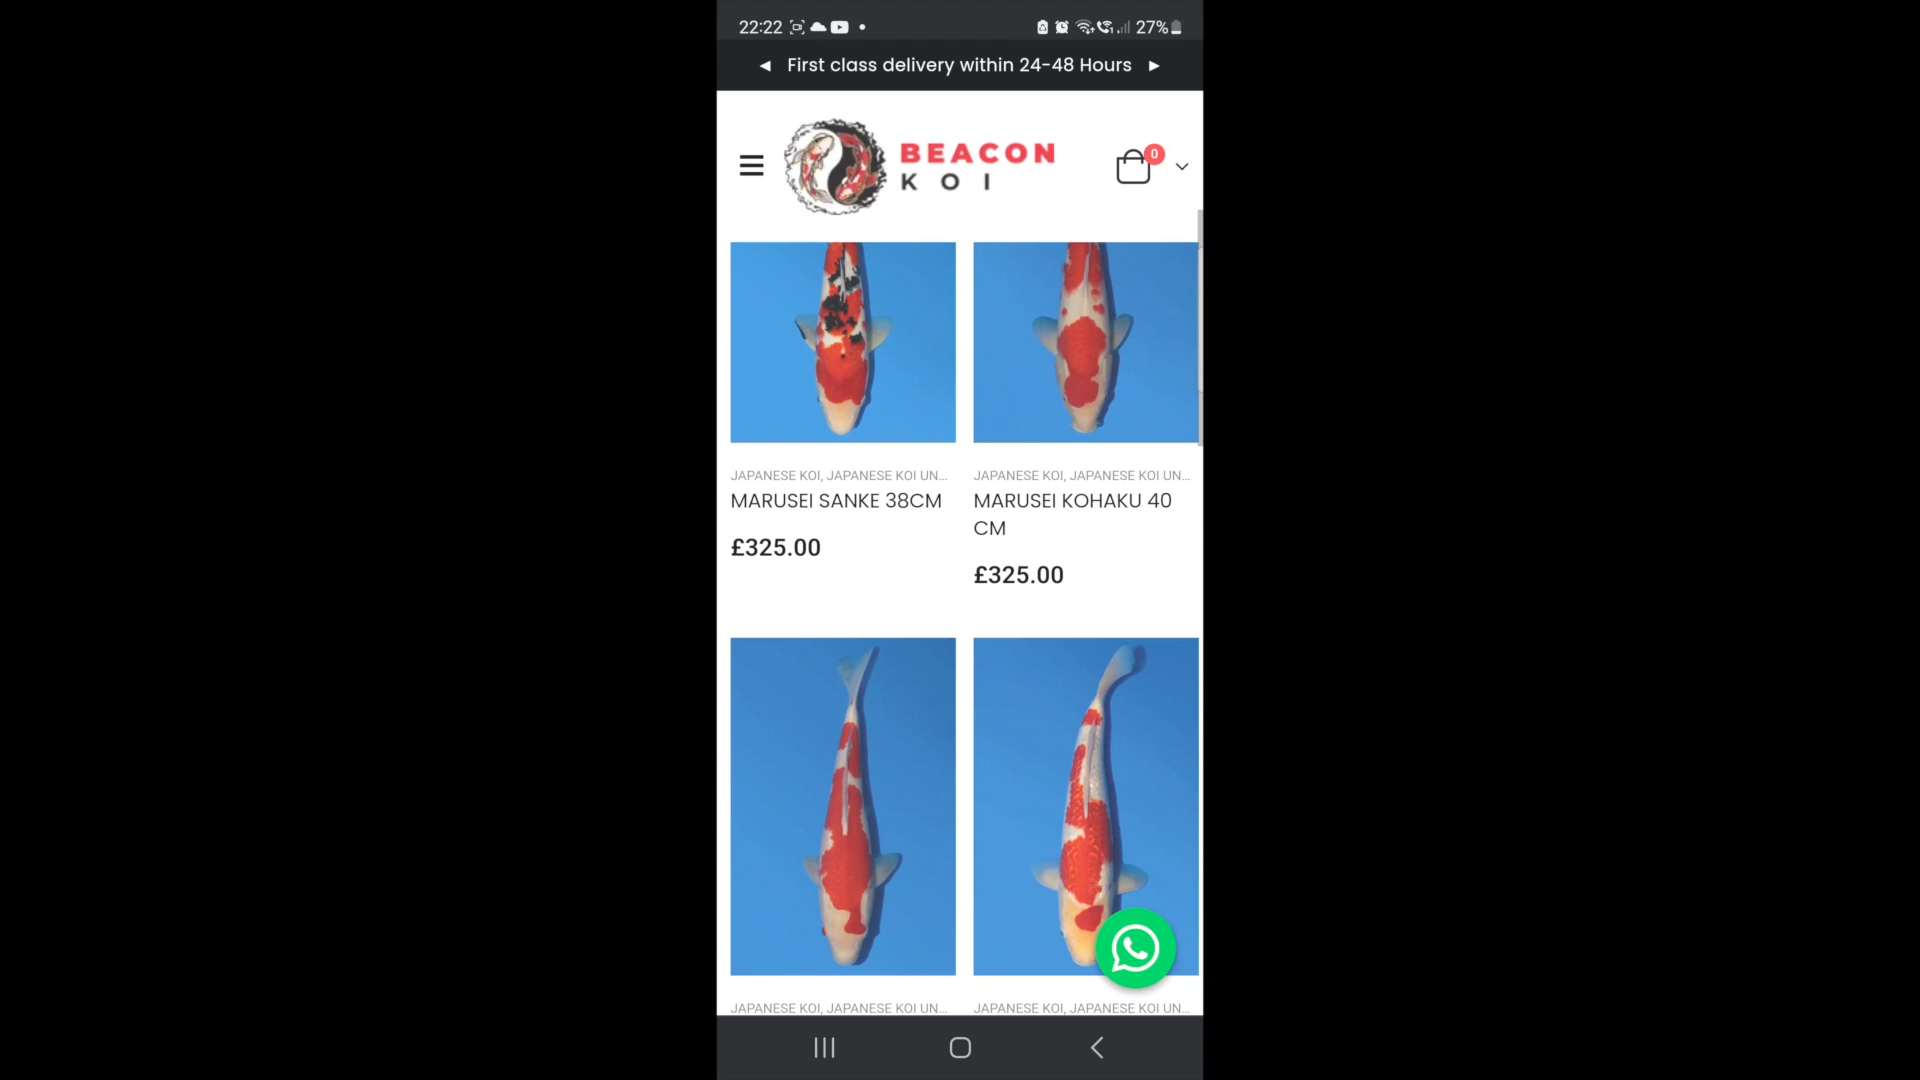 22:22
27%
◄ First class delivery within 24-48 Hours ►
BEACON
KOI
0
JAPANESE KOI, JAPANESE KOI UN...
MARUSEI SANKE 38CM
£325.00
JAPANESE KOI, JAPANESE KOI UN...
MARUSEI KOHAKU 40
CM
£325.00
JAPANESE KOI, JAPANESE KOI UN...
JAPANESE KOI, JAPANESE KOI UN...